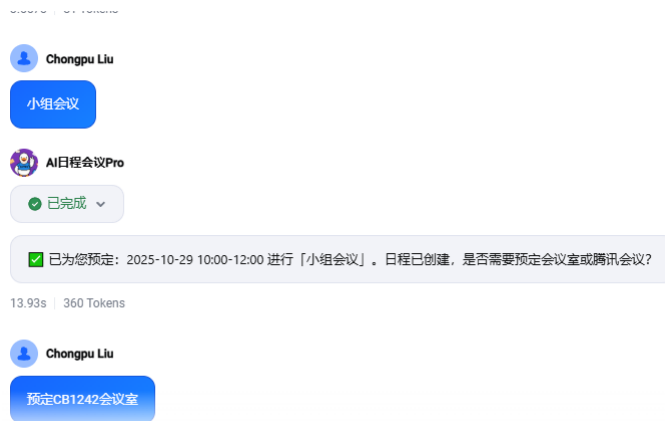 Chongpu Liu
小组会议
AI日程会议Pro
已完成
已为您预定：2025-10-29 10:00-12:00 进行「小组会议」。日程已创建，是否需要预定会议室或腾讯会议？
13.93s | 360 Tokens
Chongpu Liu
预定CB1242会议室